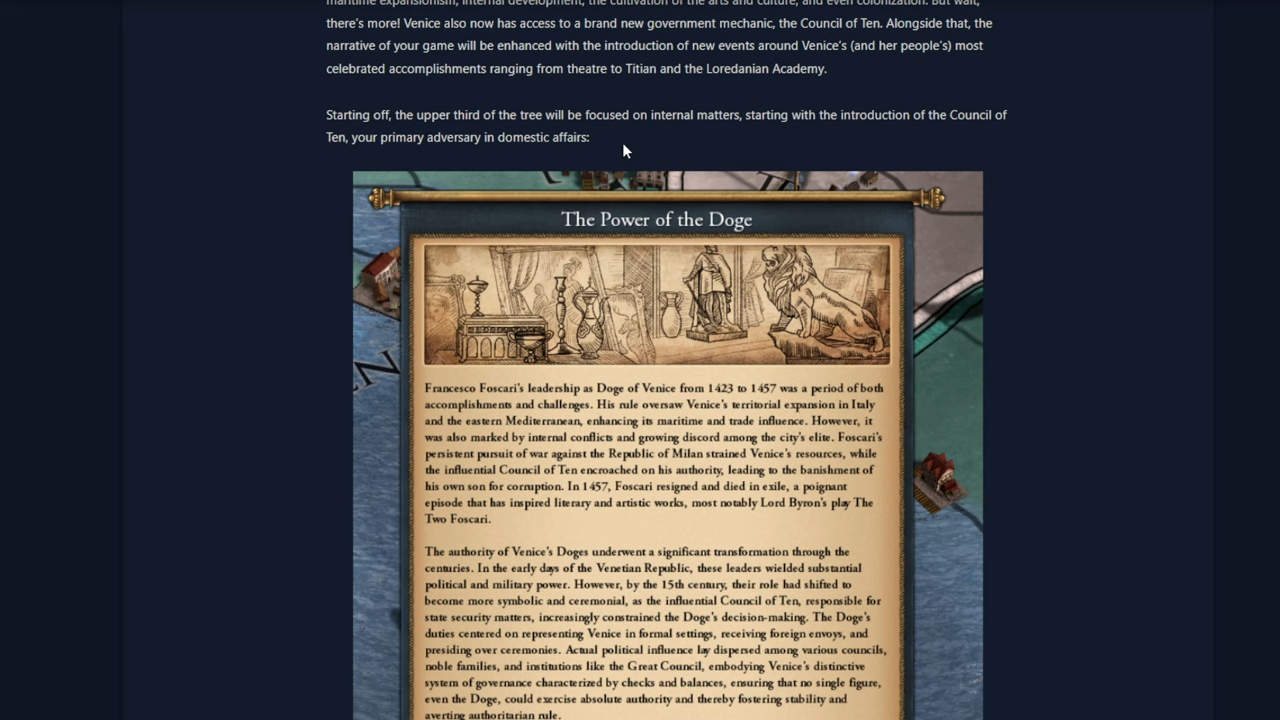 maritime expansionism, internal development, the cultivation of the arts and culture, and even colonization. But wait,
there's more! Venice also now has access to a brand new government mechanic, the Council of Ten. Alongside that, the
narrative of your game will be enhanced with the introduction of new events around Venice's (and her people's) most
celebrated accomplishments ranging from theatre to Titian and the Loredanian Academy.
Starting off, the upper third of the tree will be focused on internal matters, starting with the introduction of the Council of
Ten, your primary adversary in domestic affairs:
The Power of the Doge
Francesco Foscari's leadership as Doge of Venice from 1423 to 1457 was a period of both
accomplishments and challenges. His rule oversaw Venice's territorial expansion in Italy
and the eastern Mediterranean, enhancing its maritime and trade influence. However, it
was also marked by internal conflicts and growing discord among the city's elite. Foscari's
persistent pursuit of war against the Republic of Milan strained Venice's resources, while
the influential Council of Ten encroached on his authority, leading to the banishment of
his own son for corruption. In 1457, Foscari resigned and died in exile, a poignant
episode that has inspired literary and artistic works, most notably Lord Byron's play The
Two Foscari.
The authority of Venice's Doges underwent a significant transformation through the
centuries. In the early days of the Venetian Republic, these leaders wielded substantial
political and military power. However, by the 15th century, their role had shifted to
become more symbolic and ceremonial, as the influential Council of Ten, responsible for
state security matters, increasingly constrained the Doge's decision-making. The Doge's
duties centered on representing Venice in formal settings, receiving foreign envoys, and
presiding over ceremonies. Actual political influence lay dispersed among various councils,
noble families, and institutions like the Great Council, embodying Venice's distinctive
system of governance characterized by checks and balances, ensuring that no single figure,
even the Doge, could exercise absolute authority and thereby fostering stability and
averting authoritarian rule.